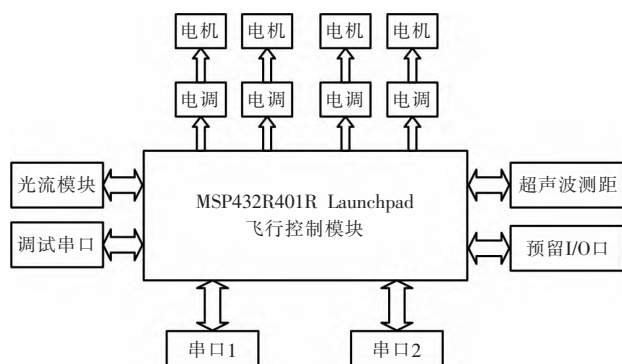 电机 电机 电机 电机
电调 电调 电调 电调
光流模块
MSP432R401R Launchpad
飞行控制模块
超声波测距
调试串口
预留I/O口
串口1
串口2